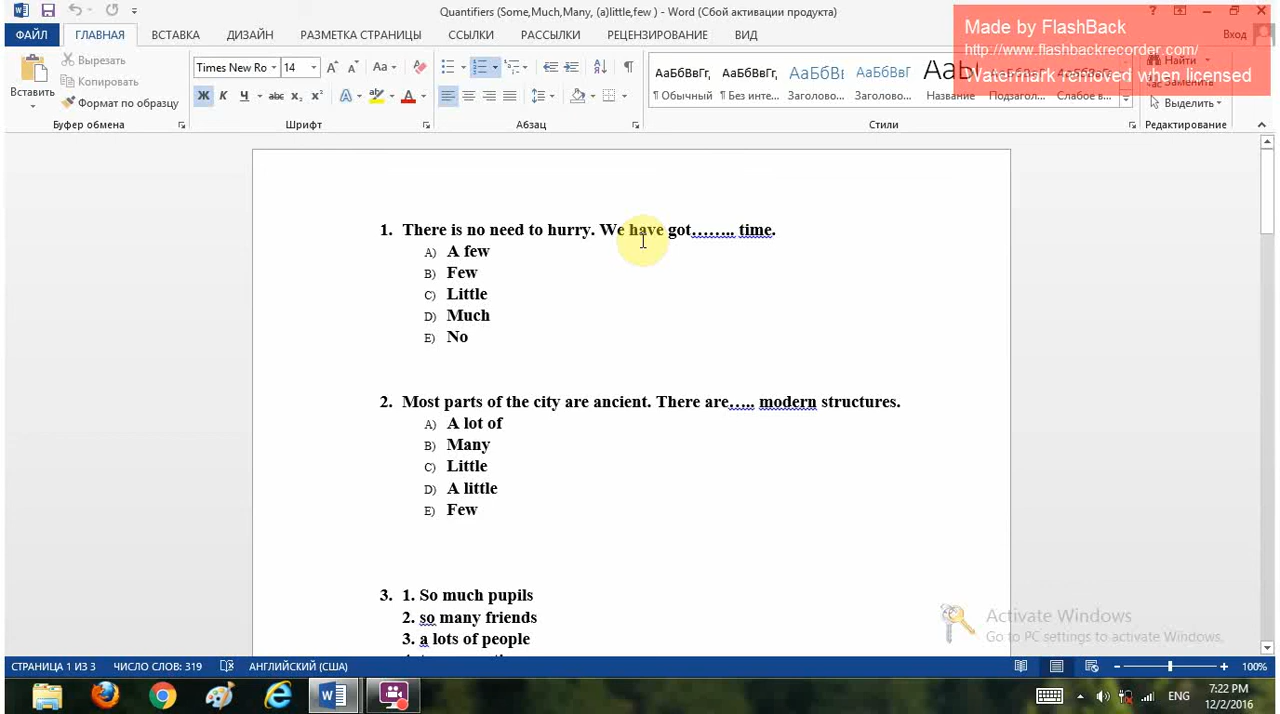 Quantifiers (Some,Much,Many, (a)little,few ) - Word (Сбой активации продукта)
Made by FlashBack
http://www.flashbackrecorder.com/
Watermark removed when licensed
ФАЙЛ ГЛАВНАЯ ВСТАВКА ДИЗАЙН РАЗМЕТКА СТРАНИЦЫ ССЫЛКИ РАССЫЛКИ РЕЦЕНЗИРОВАНИЕ ВИД Вход
Вставить
Вырезать
Копировать
Формат по образцу
Буфер обмена
Times New Ro 14
Шрифт
Абзац
АаБбВвГг, АаБбВвГг, АаБбВ АаБбВвГ
¶ Обычный ¶ Без инте... Заголово... Заголово... Название Подзагол... Слабое в...
Стили
Найти
Заменить
Выделить
Редактирование
1. There is no need to hurry. We have got…….. time.
A) A few
B) Few
C) Little
D) Much
E) No
2. Most parts of the city are ancient. There are….. modern structures.
A) A lot of
B) Many
C) Little
D) A little
E) Few
3. 1. So much pupils
2. so many friends
3. a lots of people
Activate Windows
Go to PC settings to activate Windows.
СТРАНИЦА 1 ИЗ 3 ЧИСЛО СЛОВ: 319 АНГЛИЙСКИЙ (США) 100%
ENG
7:22 PM
12/2/2016